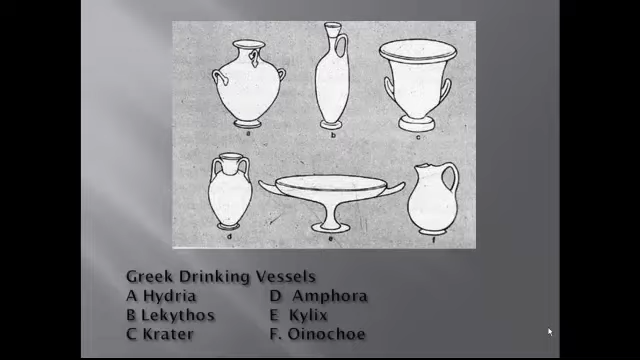 a b c
d e f
Greek Drinking Vessels
A Hydria D Amphora
B Lekythos E Kylix
C Krater F. Oinochoe